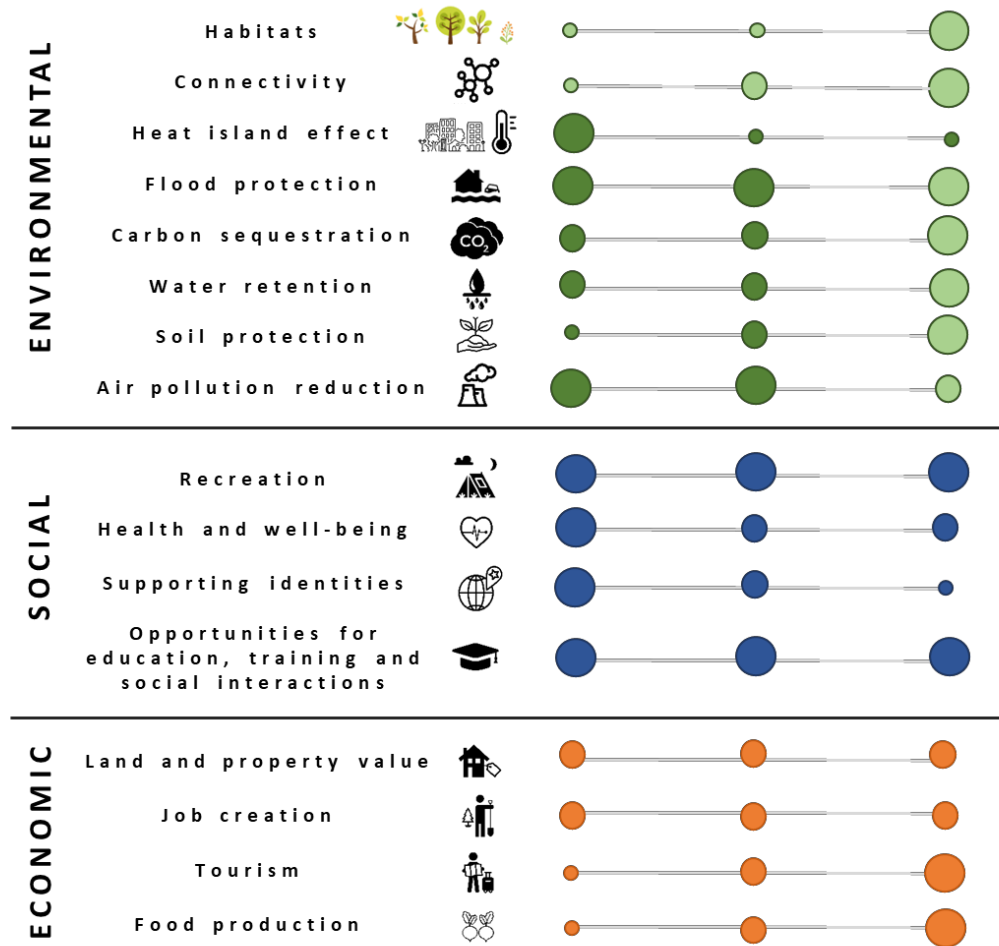 ENVIRONMENTAL
Habitats
Connectivity
Heat island effect
Flood protection
Carbon sequestration
CO2
Water retention
Soil protection
Air pollution reduction
SOCIAL
Recreation
Health and well-being
Supporting identities
Opportunities for
education, training and
social interactions
ECONOMIC
Land and property value
Job creation
Tourism
Food production